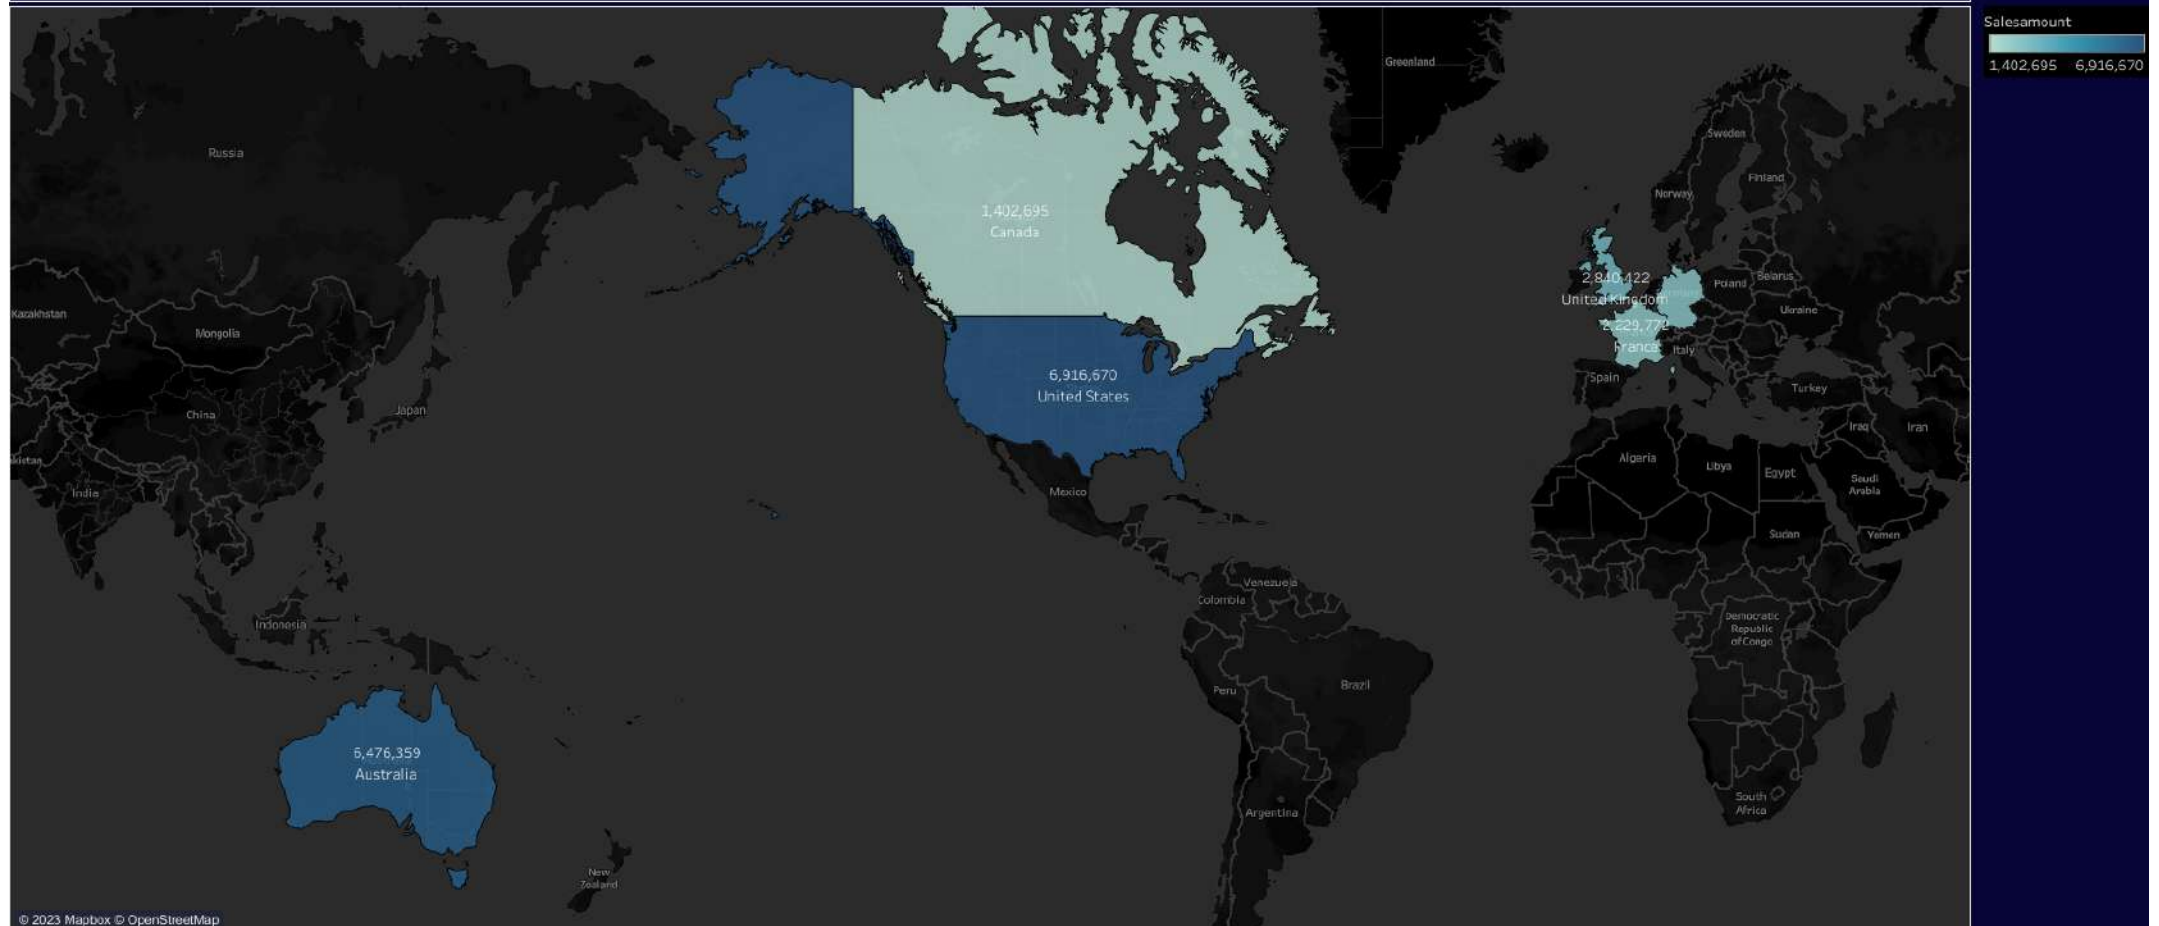 Salesamount
1,402,695 6,916,670
Greenland
Russia
Sweden
Finland
Norway
1,402,695
Canada
2,840,422
United Kingdom
Poland
Belarus
Ukraine
Kazakhstan
Mongolia
2,229,772
France
Italy
Spain
Turkey
6,916,670
United States
China
Japan
Iraq
Iran
Algeria
Libya
Egypt
Saudi
Arabia
India
Mexico
Sudan
Yemen
Venezuela
Colombia
Indonesia
Democratic
Republic
of Congo
Peru
Brazil
6,476,359
Australia
South
Africa
Argentina
New
Zealand
© 2023 Mapbox © OpenStreetMap